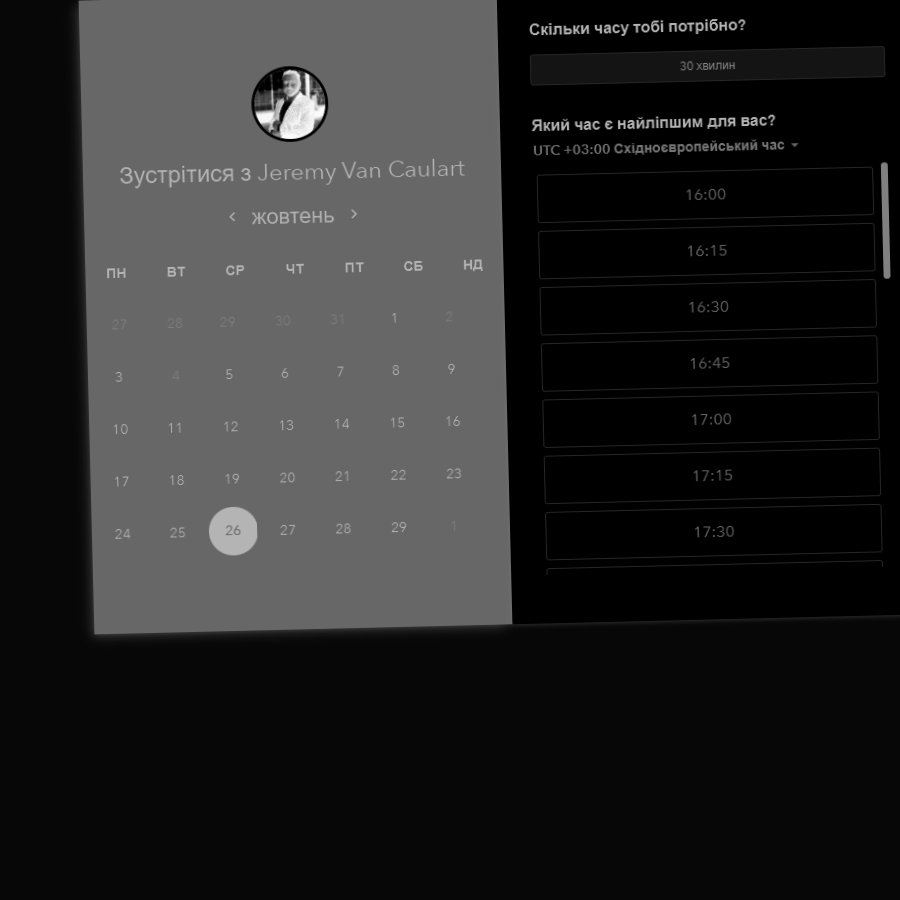 Зустрітися з Jeremy Van Caulart
жовтень
ПН ВТ СР ЧТ ПТ СБ НД
27 28 29 30 31 1 2
3 4 5 6 7 8 9
10 11 12 13 14 15 16
17 18 19 20 21 22 23
24 25 26 27 28 29 1
Скільки часу тобі потрібно?
30 хвилин
Який час є найліпшим для вас?
UTC +03:00 Східноєвропейський час
16:00
16:15
16:30
16:45
17:00
17:15
17:30